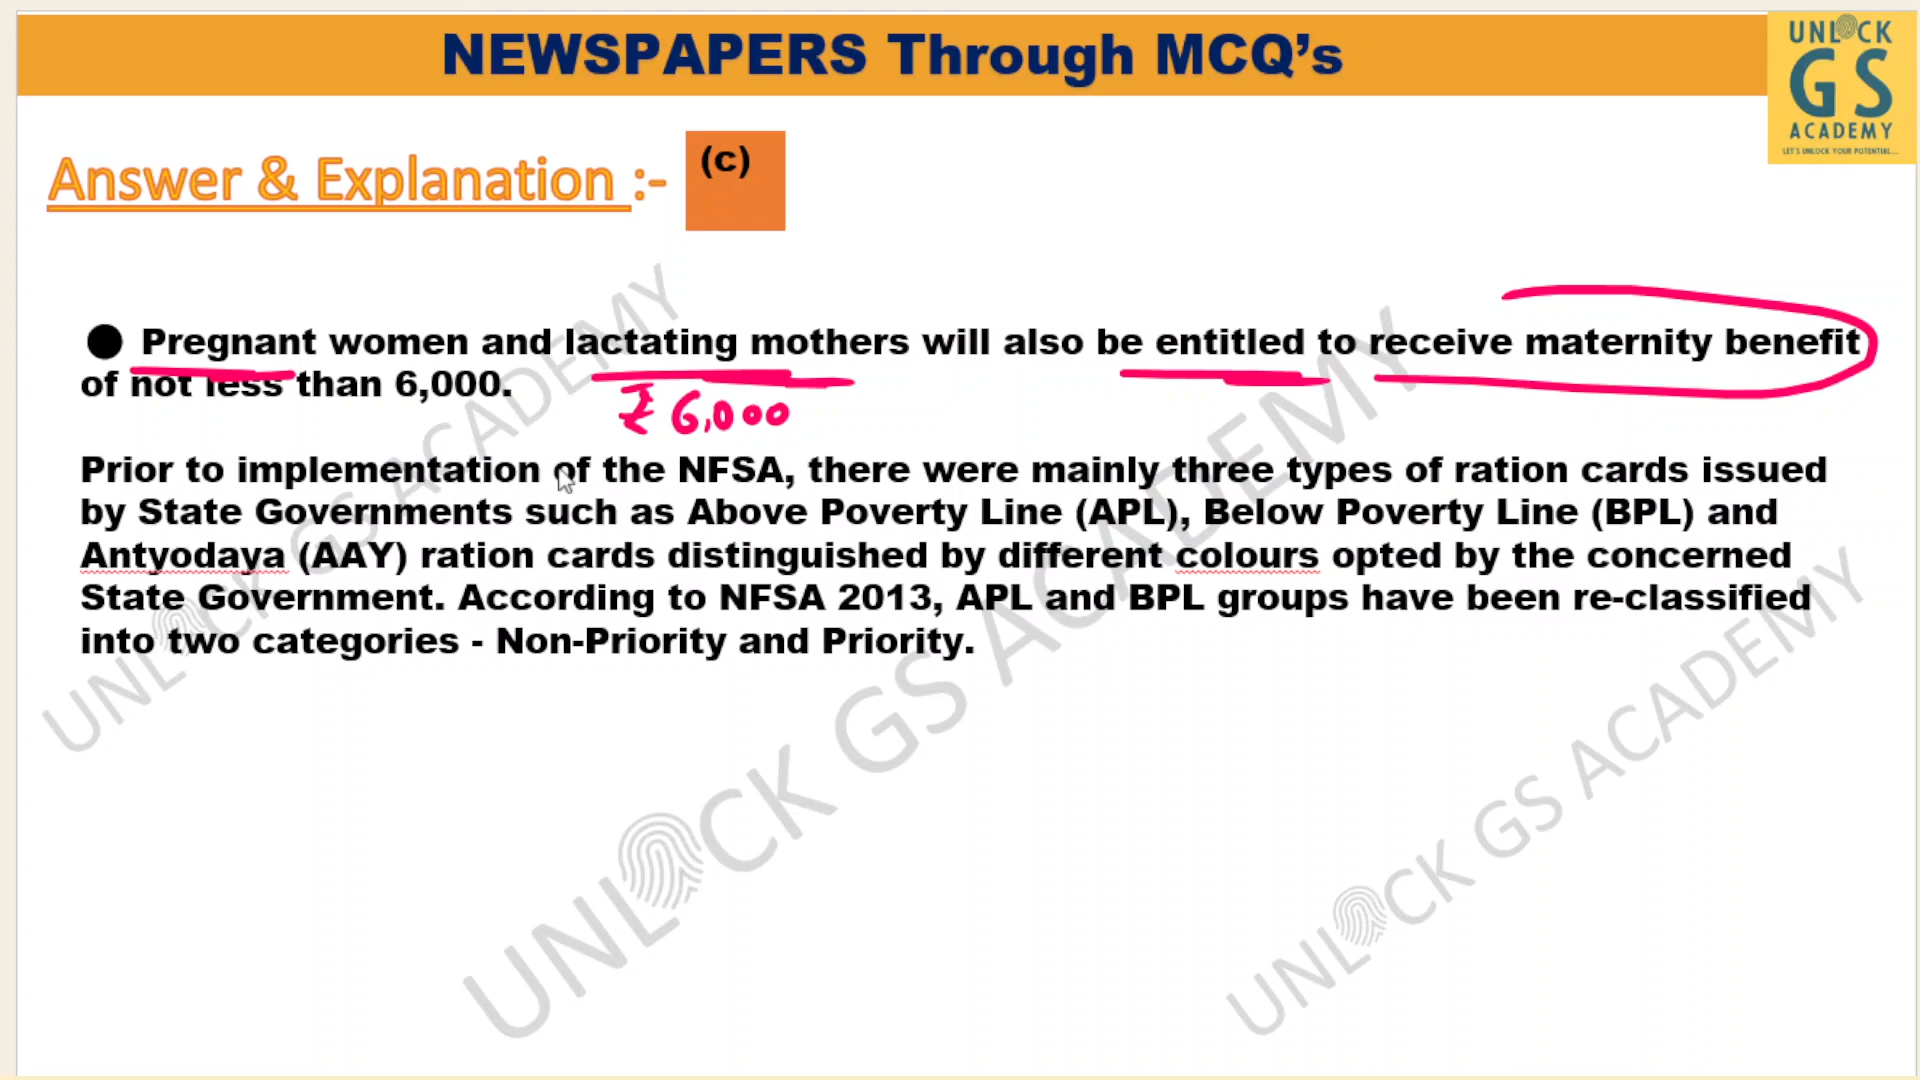 NEWSPAPERS Through MCQ’s
UNLOCK
GS
ACADEMY
LET'S UNLOCK YOUR POTENTIAL...
Answer & Explanation :-
(c)
● Pregnant women and lactating mothers will also be entitled to receive maternity benefit
of not less than 6,000.
₹ 6,000
Prior to implementation of the NFSA, there were mainly three types of ration cards issued
by State Governments such as Above Poverty Line (APL), Below Poverty Line (BPL) and
Antyodaya (AAY) ration cards distinguished by different colours opted by the concerned
State Government. According to NFSA 2013, APL and BPL groups have been re-classified
into two categories - Non-Priority and Priority.
UNLOCK GS ACADEMY
UNLOCK GS ACADEMY
UNLOCK GS ACADEMY